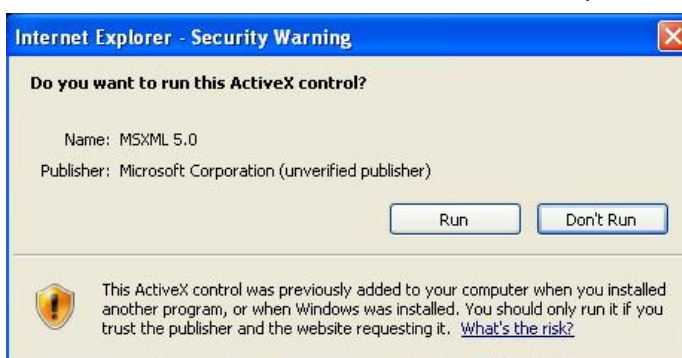 Internet Explorer - Security Warning
Do you want to run this ActiveX control?
Name: MSXML 5.0
Publisher: Microsoft Corporation (unverified publisher)
Run
Don't Run
This ActiveX control was previously added to your computer when you installed
another program, or when Windows was installed. You should only run it if you
trust the publisher and the website requesting it. What's the risk?